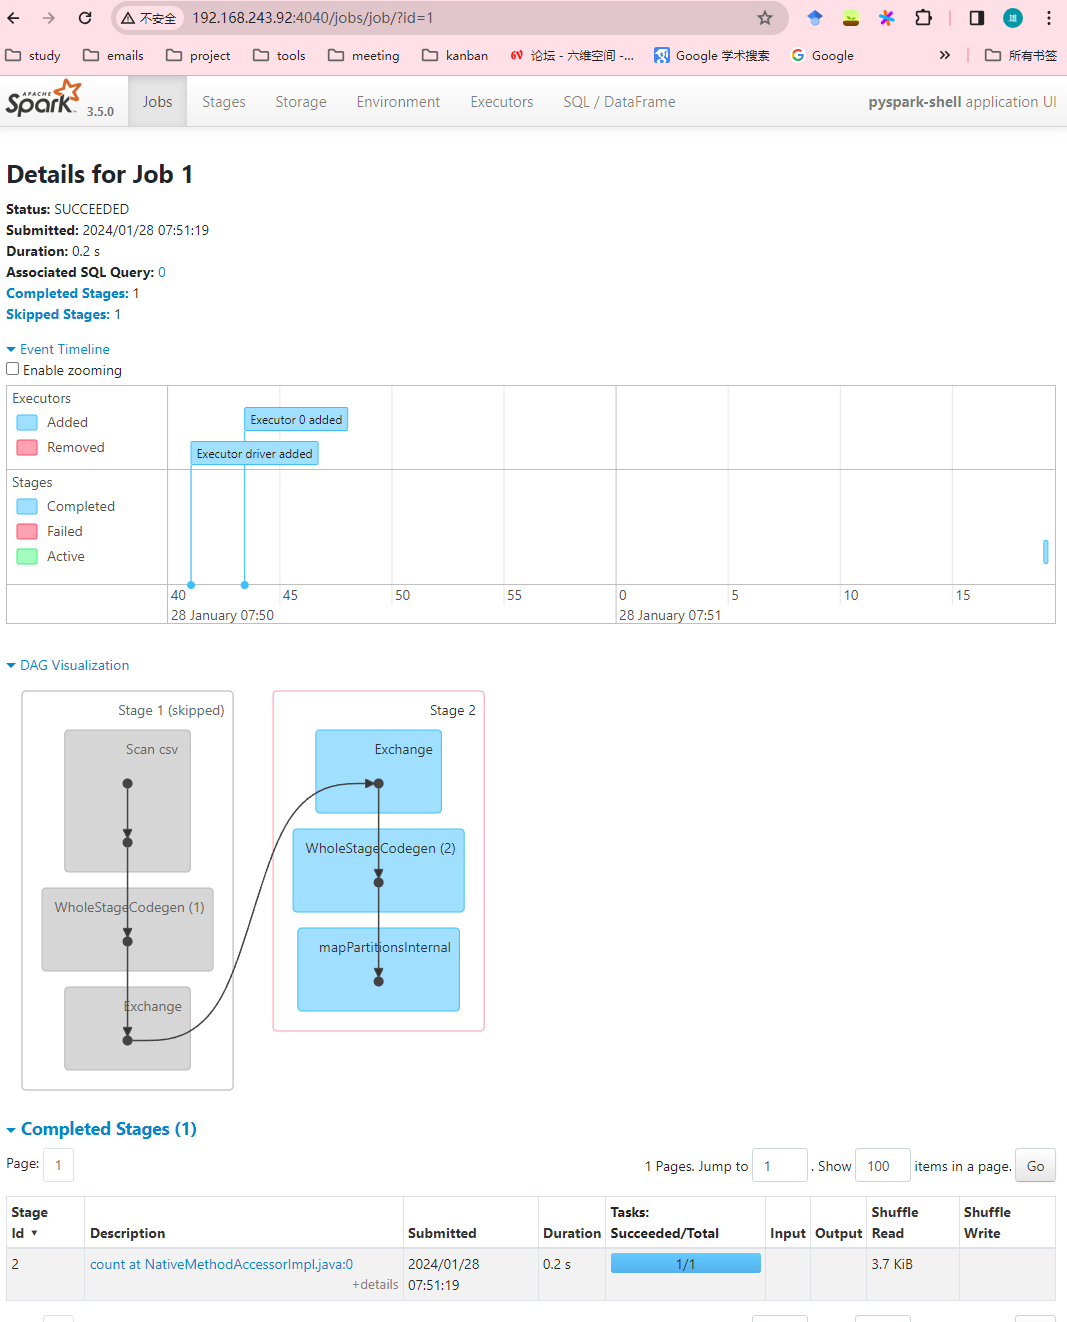 不安全 192.168.243.92:4040/jobs/job/?id=1
study emails project tools meeting kanban 论坛 - 六维空间 -... Google 学术搜索 Google 所有书签
APACHE Spark 3.5.0 Jobs Stages Storage Environment Executors SQL / DataFrame pyspark-shell application UI
Details for Job 1
Status: SUCCEEDED
Submitted: 2024/01/28 07:51:19
Duration: 0.2 s
Associated SQL Query: 0
Completed Stages: 1
Skipped Stages: 1
Event Timeline
Enable zooming
Executors
Added
Removed
Executor 0 added
Executor driver added
Stages
Completed
Failed
Active
40 45 50 55 0 5 10 15
28 January 07:50 28 January 07:51
DAG Visualization
Stage 1 (skipped)
Scan csv
WholeStageCodegen (1)
Exchange
Stage 2
Exchange
WholeStageCodegen (2)
mapPartitionsInternal
Completed Stages (1)
Page: 1 1 Pages. Jump to 1 . Show 100 items in a page. Go
Stage Id ▾ Description Submitted Duration Tasks: Succeeded/Total Input Output Shuffle Read Shuffle Write
2 count at NativeMethodAccessorImpl.java:0 +details 2024/01/28 07:51:19 0.2 s 1/1 3.7 KiB